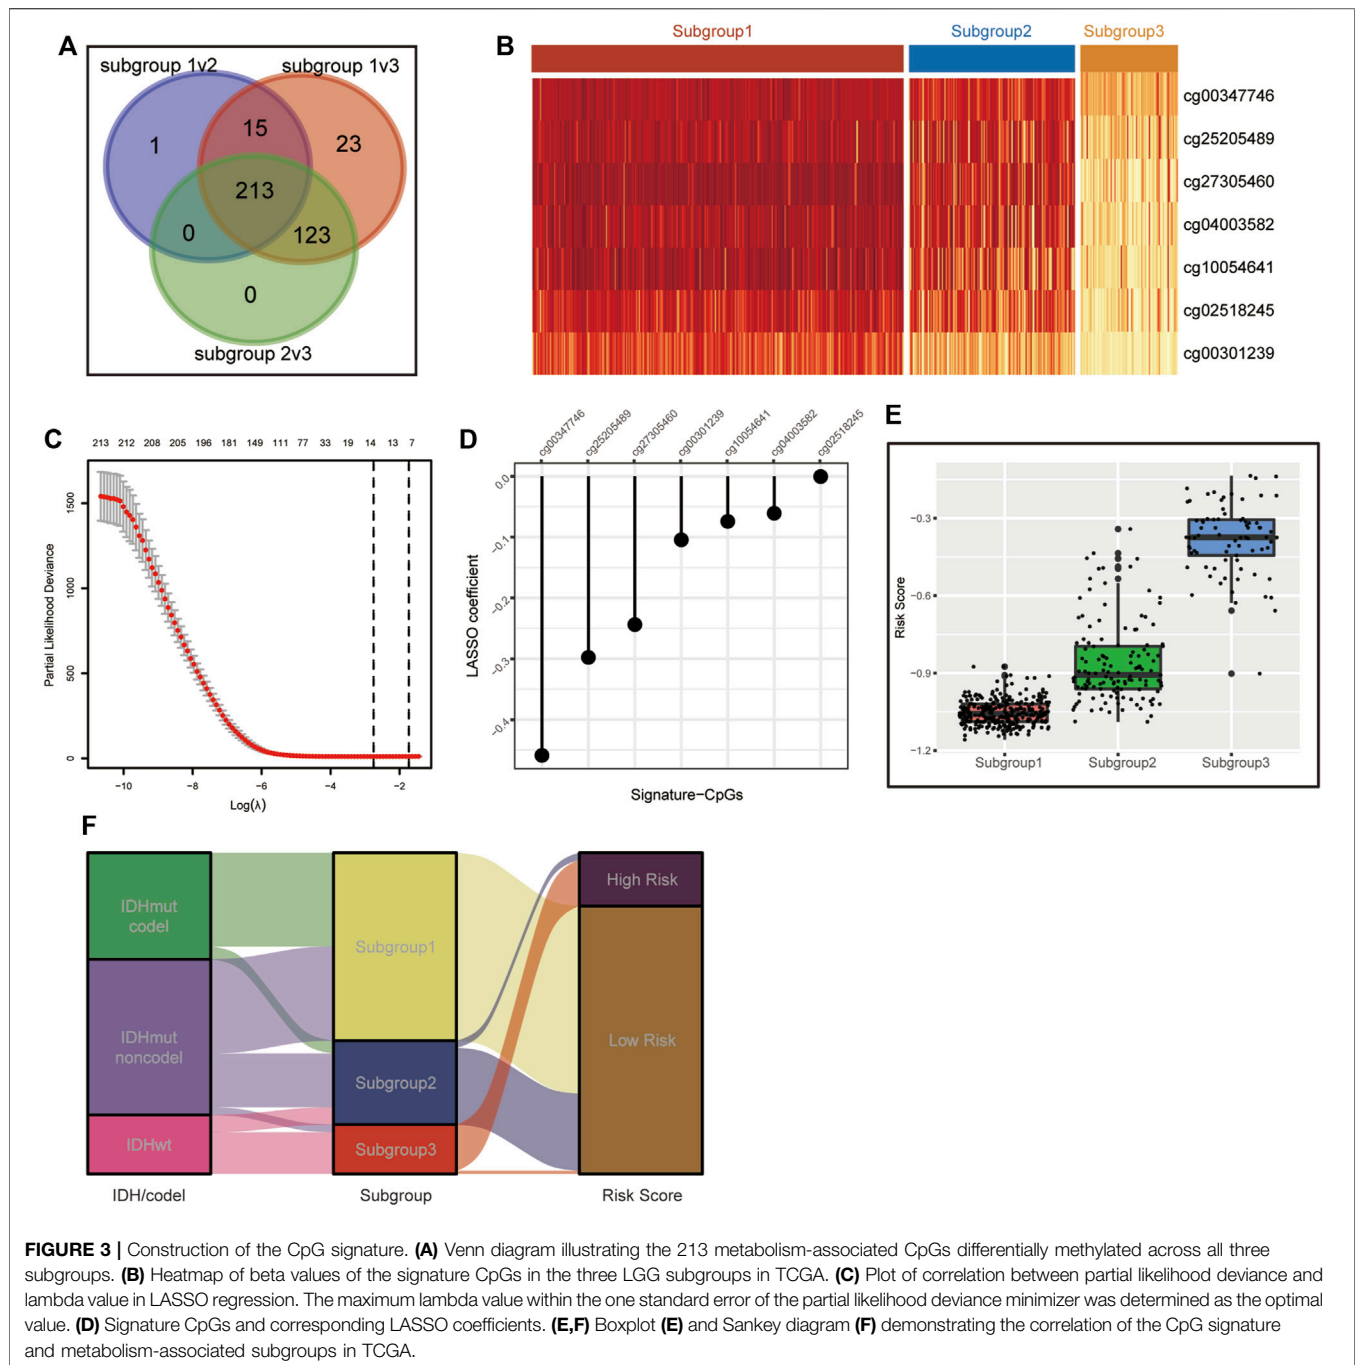 A
subgroup 1v2
subgroup 1v3
1
15
23
213
0
123
0
subgroup 2v3
B
Subgroup1
Subgroup2
Subgroup3
cg00347746
cg25205489
cg27305460
cg04003582
cg10054641
cg02518245
cg00301239
C
213 212 208 205 196 181 149 111 77 33 19 14 13 7
Partial Likelihood Deviance
1500
1000
500
0
−10 −8 −6 −4 −2
Log(λ)
D
cg00347746
cg25205489
cg27305460
cg00301239
cg10054641
cg04003582
cg02518245
LASSO coefficient
0.0
−0.1
−0.2
−0.3
−0.4
Signature−CpGs
E
Risk Score
−0.3
−0.6
−0.9
−1.2
Subgroup1 Subgroup2 Subgroup3
F
IDHmut
codel
IDHmut
noncodel
IDHwt
Subgroup1
Subgroup2
Subgroup3
High Risk
Low Risk
IDH/codel
Subgroup
Risk Score
FIGURE 3 | Construction of the CpG signature. (A) Venn diagram illustrating the 213 metabolism-associated CpGs differentially methylated across all three
subgroups. (B) Heatmap of beta values of the signature CpGs in the three LGG subgroups in TCGA. (C) Plot of correlation between partial likelihood deviance and
lambda value in LASSO regression. The maximum lambda value within the one standard error of the partial likelihood deviance minimizer was determined as the optimal
value. (D) Signature CpGs and corresponding LASSO coefficients. (E,F) Boxplot (E) and Sankey diagram (F) demonstrating the correlation of the CpG signature
and metabolism-associated subgroups in TCGA.